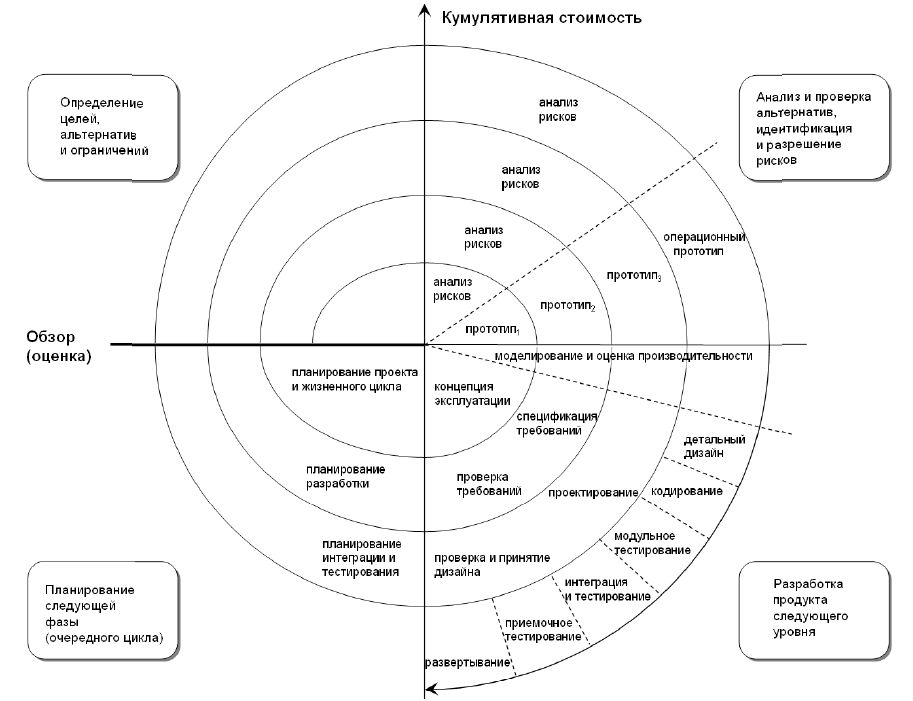 Кумулятивная стоимость
Определение
целей,
альтернатив
и ограничений
Анализ и проверка
альтернатив,
идентификация
и разрешение
рисков
анализ
рисков
анализ
рисков
анализ
рисков
анализ
рисков
операционный
прототип
прототип3
прототип2
прототип1
Обзор
(оценка)
моделирование и оценка производительности
планирование проекта
и жизненного цикла
концепция
эксплуатации
спецификация
требований
детальный
дизайн
планирование
разработки
проверка
требований
проектирование
кодирование
модульное
тестирование
планирование
интеграции и
тестирования
проверка и принятие
дизайна
интеграция
и тестирование
приемочное
тестирование
развертывание
Планирование
следующей
фазы
(очередного цикла)
Разработка
продукта
следующего
уровня